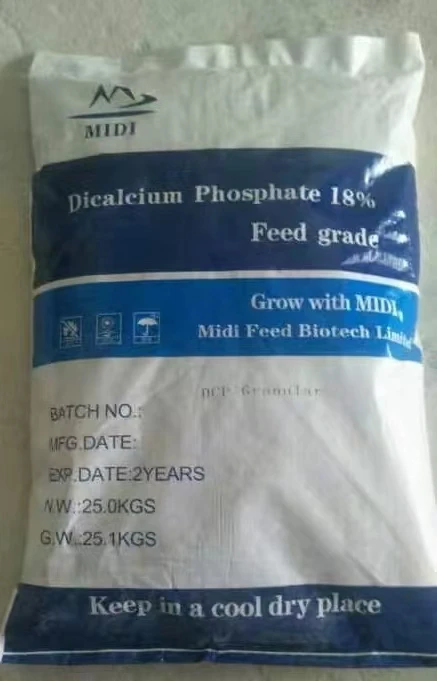 MIDI
Dicalcium Phosphate 18%
Feed grade
Grow with MIDI,
Midi Feed Biotech Limited
DCP Granular
BATCH NO.:
MFG.DATE:
EXP.DATE:2YEARS
N.W.:25.0KGS
G.W.:25.1KGS
Keep in a cool dry place